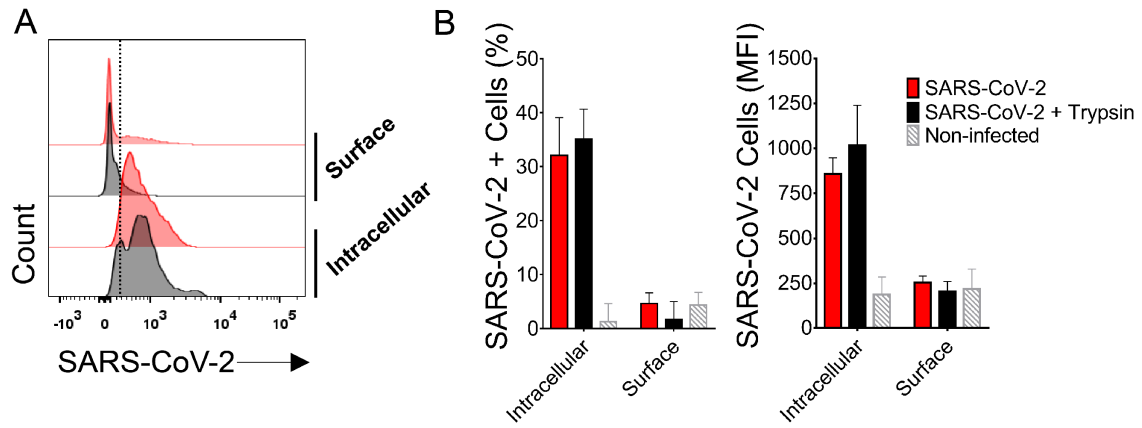 A
Count
Surface
Intracellular
-10³ 0 10³ 10⁴ 10⁵
SARS-CoV-2
B
SARS-CoV-2 + Cells (%)
50
40
30
20
10
0
Intracellular
Surface
SARS-CoV-2 Cells (MFI)
1500
1250
1000
750
500
250
0
Intracellular
Surface
SARS-CoV-2
SARS-CoV-2 + Trypsin
Non-infected